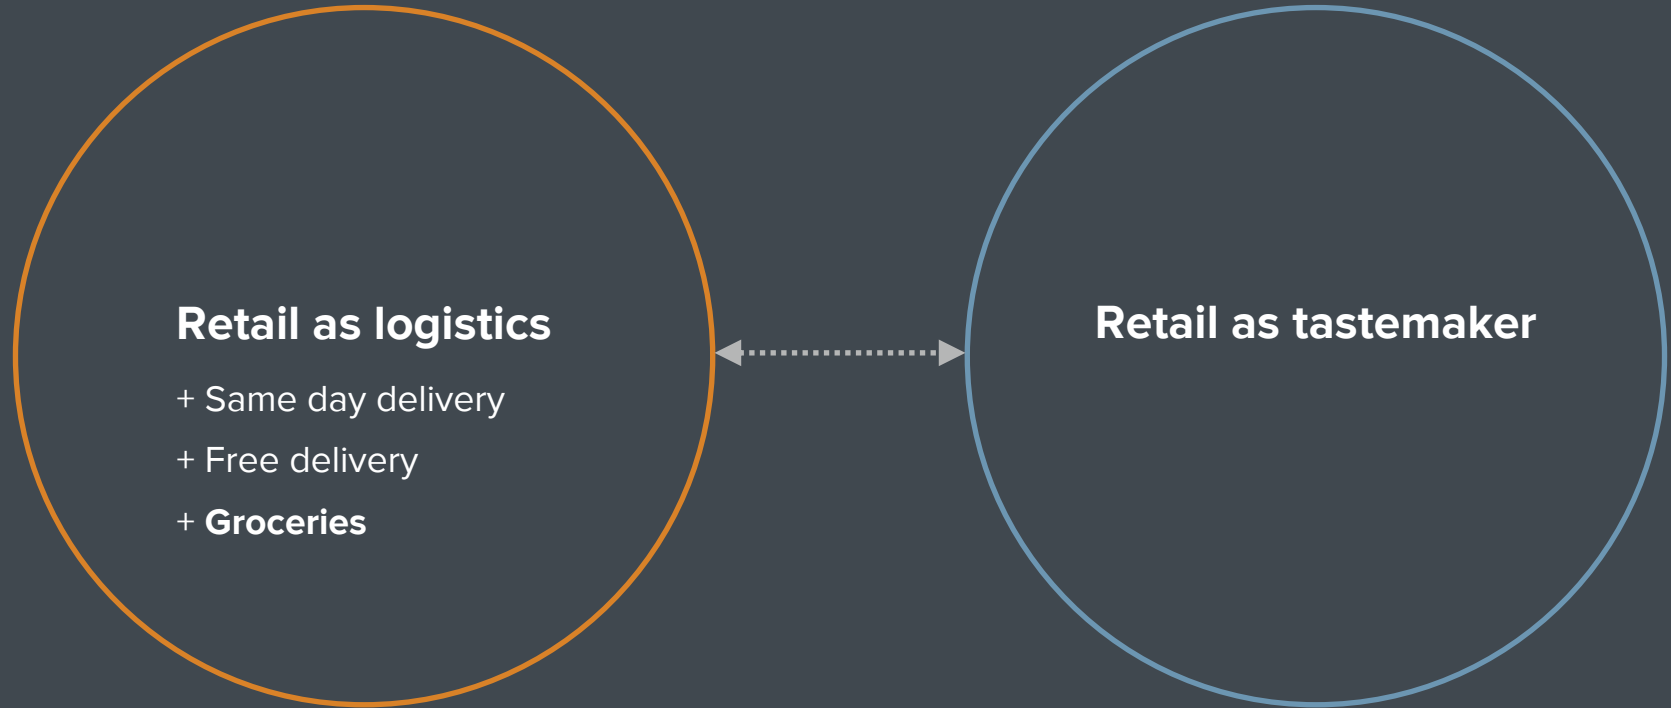 Retail as logistics
+ Same day delivery
+ Free delivery
+ Groceries
Retail as tastemaker